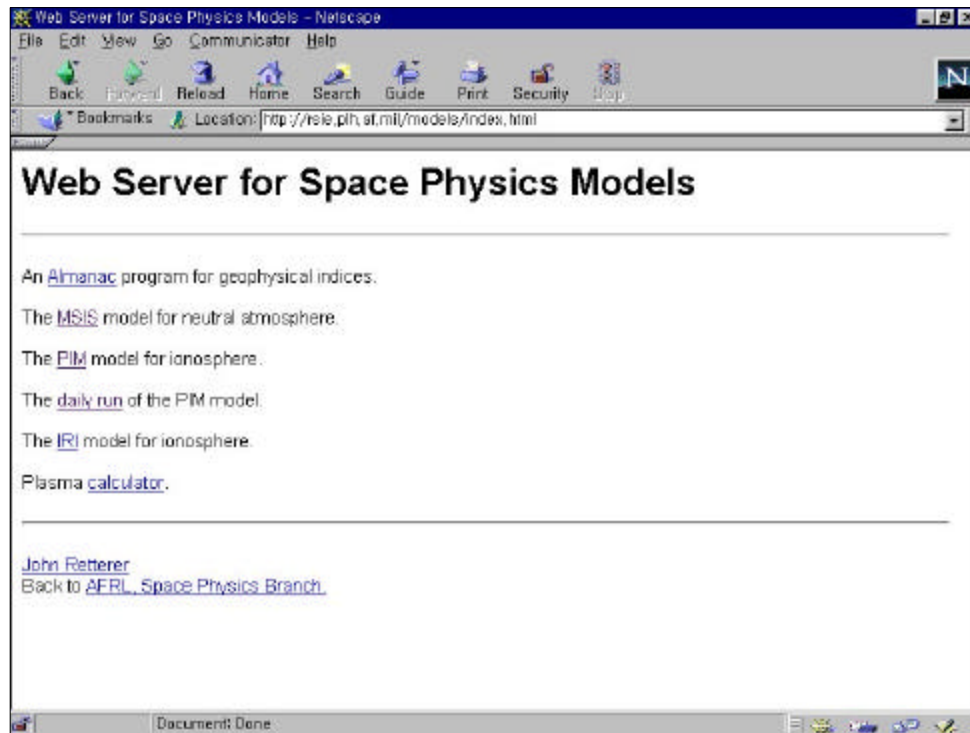 Web Server for Space Physics Models - Netscape
File Edit View Go Communicator Help
Back Forward Reload Home Search Guide Print Security Stop
Bookmarks Location: http://rsie.plh.af.mil/models/index.html
Web Server for Space Physics Models
An Almanac program for geophysical indices.
The MSIS model for neutral atmosphere.
The PIM model for ionosphere.
The daily run of the PIM model.
The IRI model for ionosphere.
Plasma calculator.
John Retterer
Back to AFRL, Space Physics Branch.
Document: Done
N